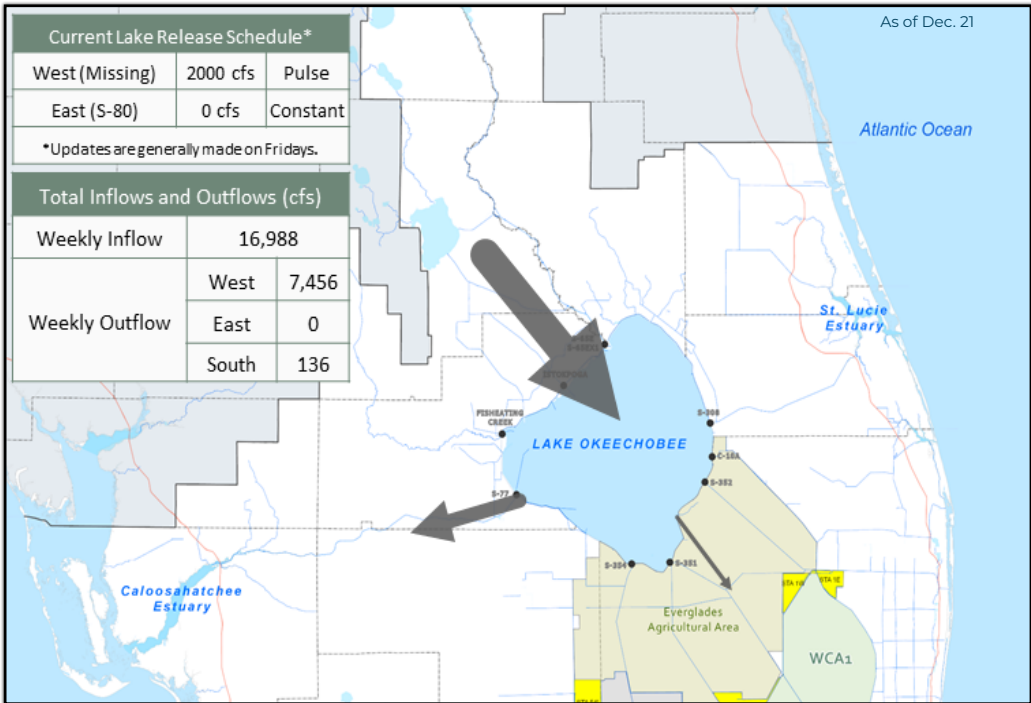 As of Dec. 21
Current Lake Release Schedule*
West (Missing) 2000 cfs Pulse
East (S-80) 0 cfs Constant
*Updates are generally made on Fridays.
Total Inflows and Outflows (cfs)
Weekly Inflow 16,988
Weekly Outflow
West 7,456
East 0
South 136
Atlantic Ocean
St. Lucie
Estuary
FISHEATING
CREEK
S-308
LAKE OKEECHOBEE
C-10A
S-352
S-77
S-354
S-351
Caloosahatchee
Estuary
Everglades
Agricultural Area
STA 1E
WCA1